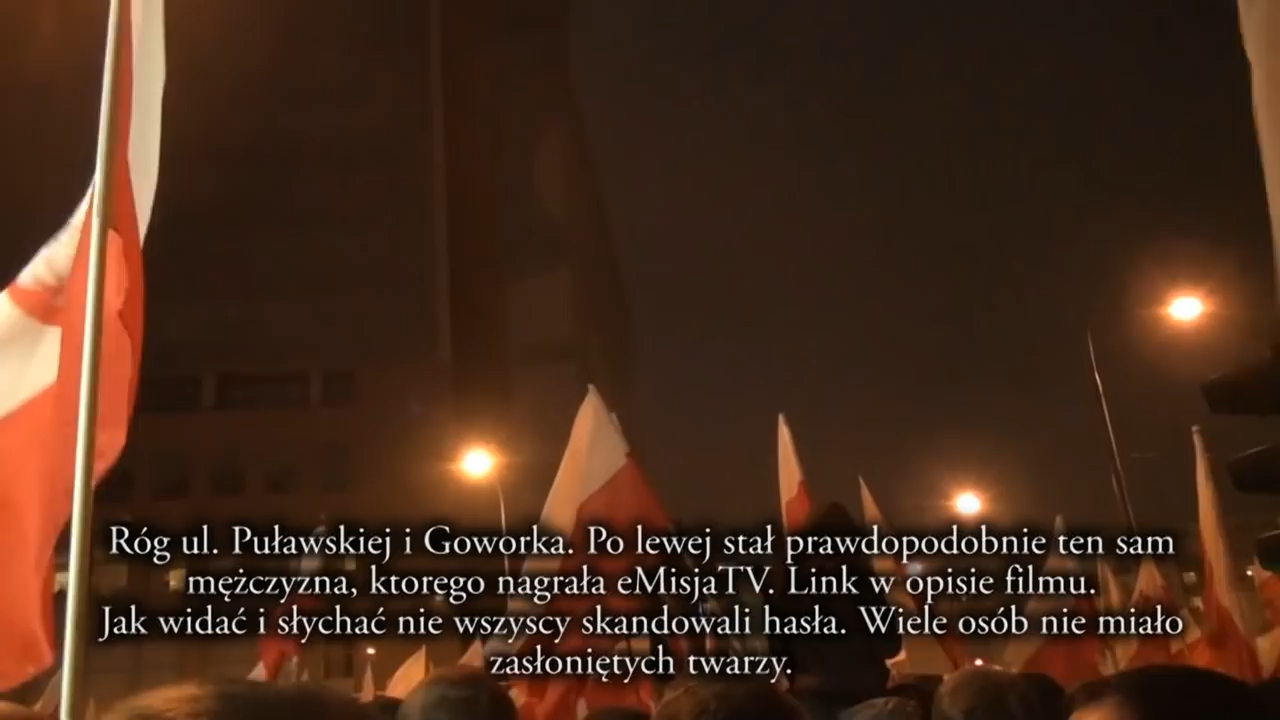 Róg ul. Puławskiej i Goworka. Po lewej stał prawdopodobnie ten sam
mężczyzna, ktorego nagrała eMisjaTV. Link w opisie filmu.
Jak widać i słychać nie wszyscy skandowali hasła. Wiele osób nie miało
zasłoniętych twarzy.